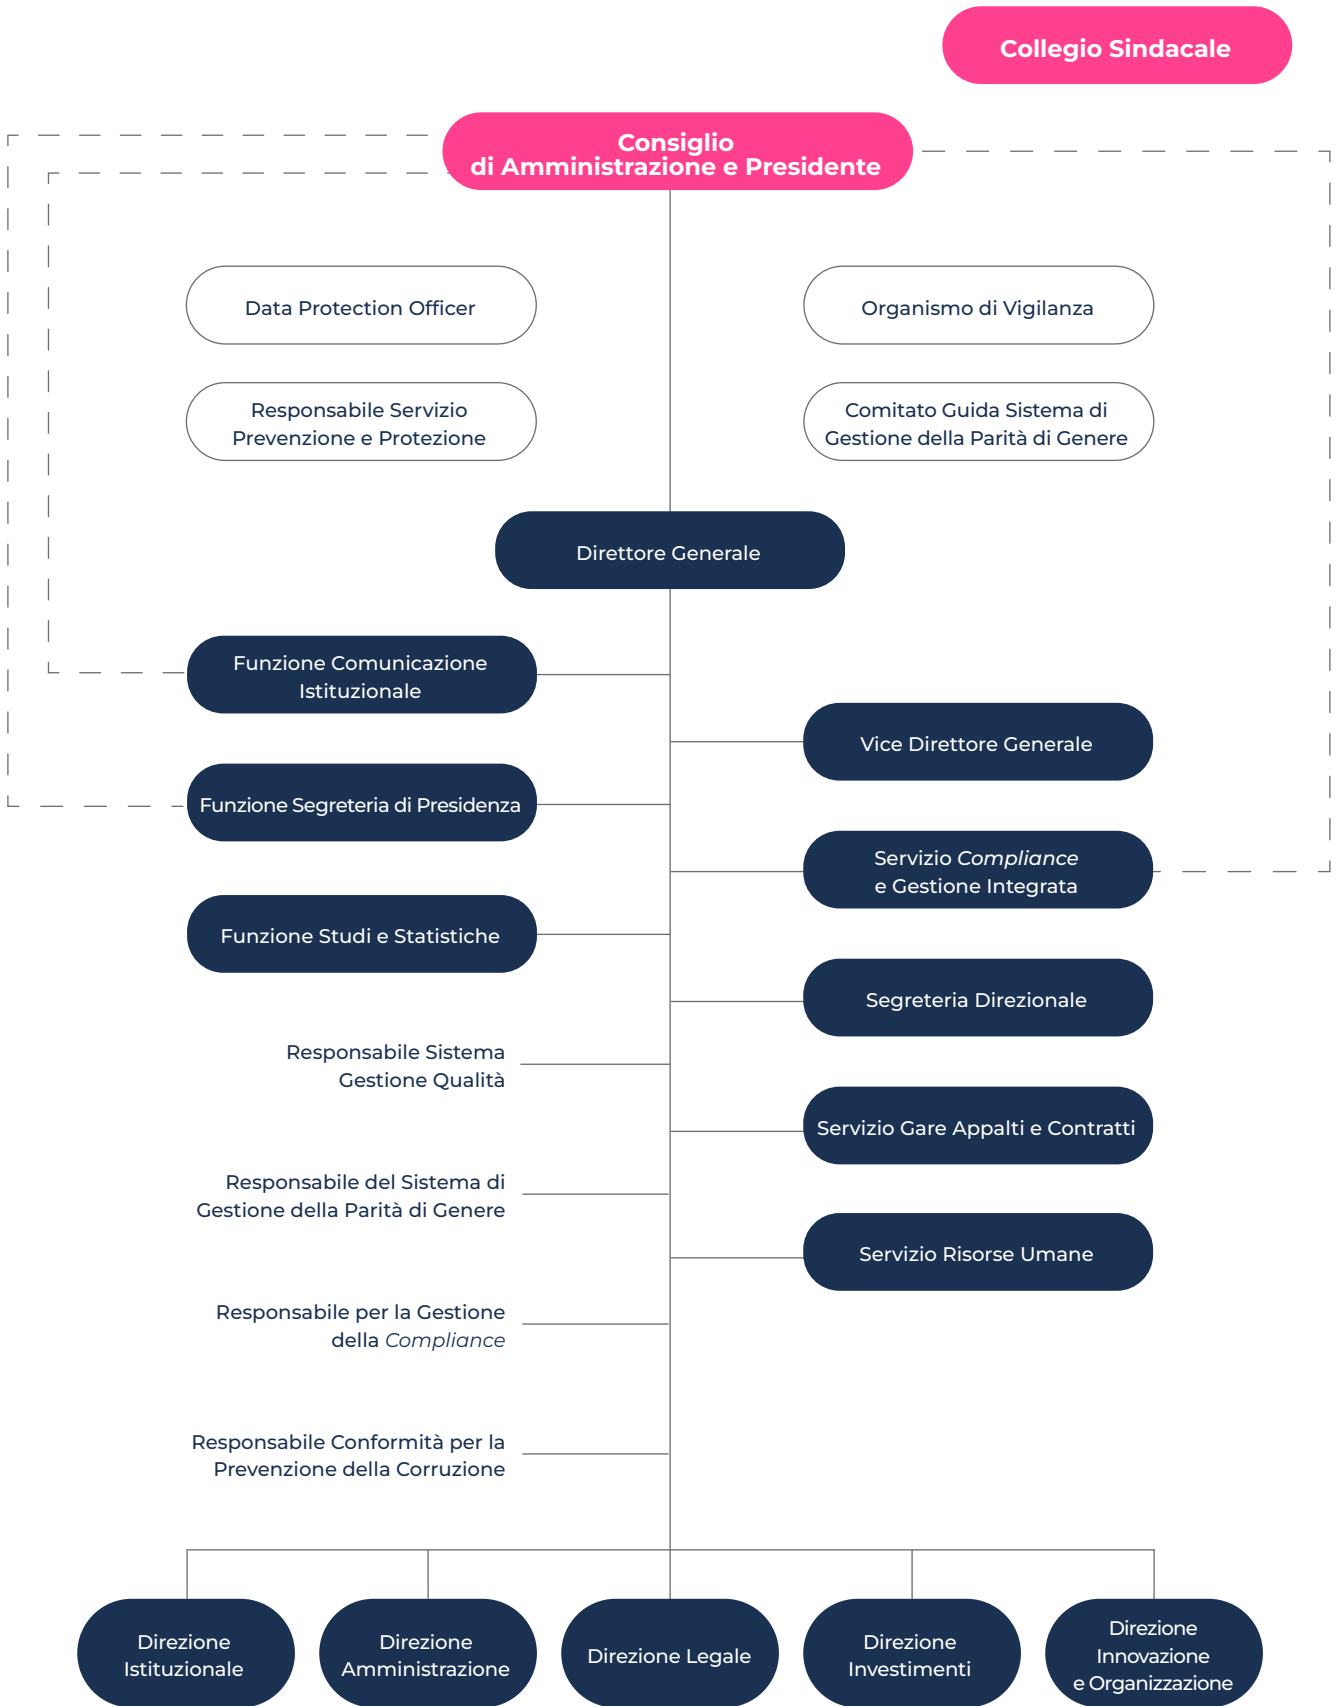 Collegio Sindacale
Consiglio
di Amministrazione e Presidente
Data Protection Officer
Organismo di Vigilanza
Responsabile Servizio
Prevenzione e Protezione
Comitato Guida Sistema di
Gestione della Parità di Genere
Direttore Generale
Funzione Comunicazione
Istituzionale
Vice Direttore Generale
Funzione Segreteria di Presidenza
Servizio Compliance
e Gestione Integrata
Funzione Studi e Statistiche
Segreteria Direzionale
Responsabile Sistema
Gestione Qualità
Servizio Gare Appalti e Contratti
Responsabile del Sistema di
Gestione della Parità di Genere
Servizio Risorse Umane
Responsabile per la Gestione
della Compliance
Responsabile Conformità per la
Prevenzione della Corruzione
Direzione
Istituzionale
Direzione
Amministrazione
Direzione Legale
Direzione
Investimenti
Direzione
Innovazione
e Organizzazione